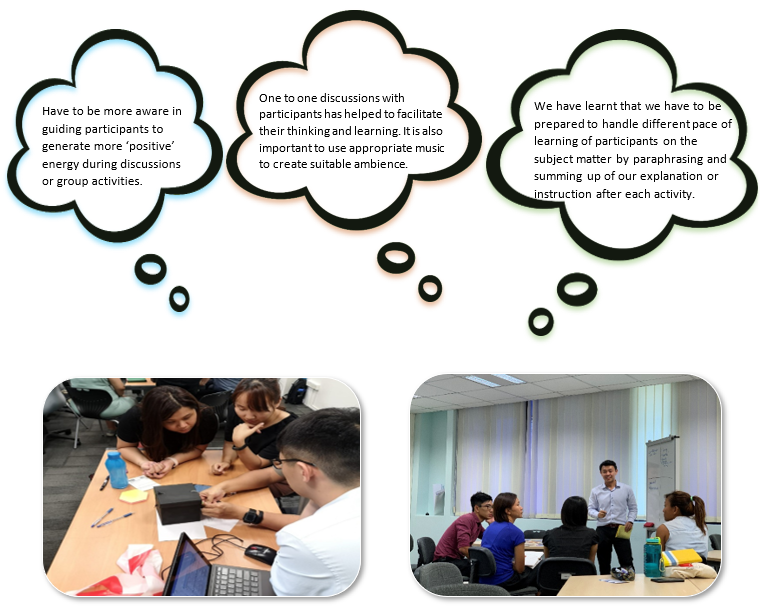 Have to be more aware in
guiding participants to
generate more ‘positive’
energy during discussions
or group activities.
One to one discussions with
participants has helped to facilitate
their thinking and learning. It is also
important to use appropriate music
to create suitable ambience.
We have learnt that we have to be
prepared to handle different pace of
learning of participants on the
subject matter by paraphrasing and
summing up of our explanation or
instruction after each activity.